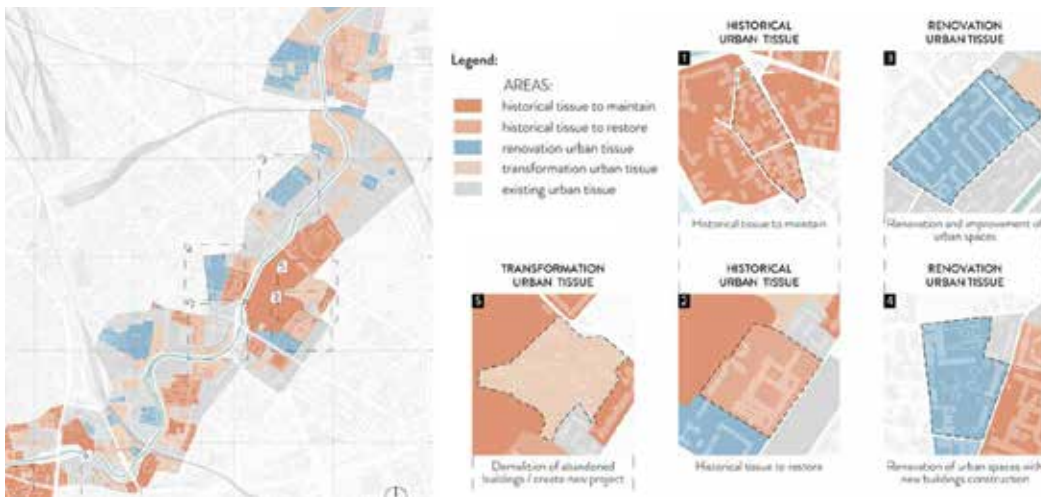 Legend:
AREAS:
historical tissue to maintain
historical tissue to restore
renovation urban tissue
transformation urban tissue
existing urban tissue
HISTORICAL
URBAN TISSUE
1
Historical tissue to maintain
RENOVATION
URBAN TISSUE
3
Renovation and improvement of
urban spaces
TRANSFORMATION
URBAN TISSUE
5
Demolition of abandoned
buildings / create new project
HISTORICAL
URBAN TISSUE
2
Historical tissue to restore
RENOVATION
URBAN TISSUE
4
Renovation of urban spaces with
new buildings construction